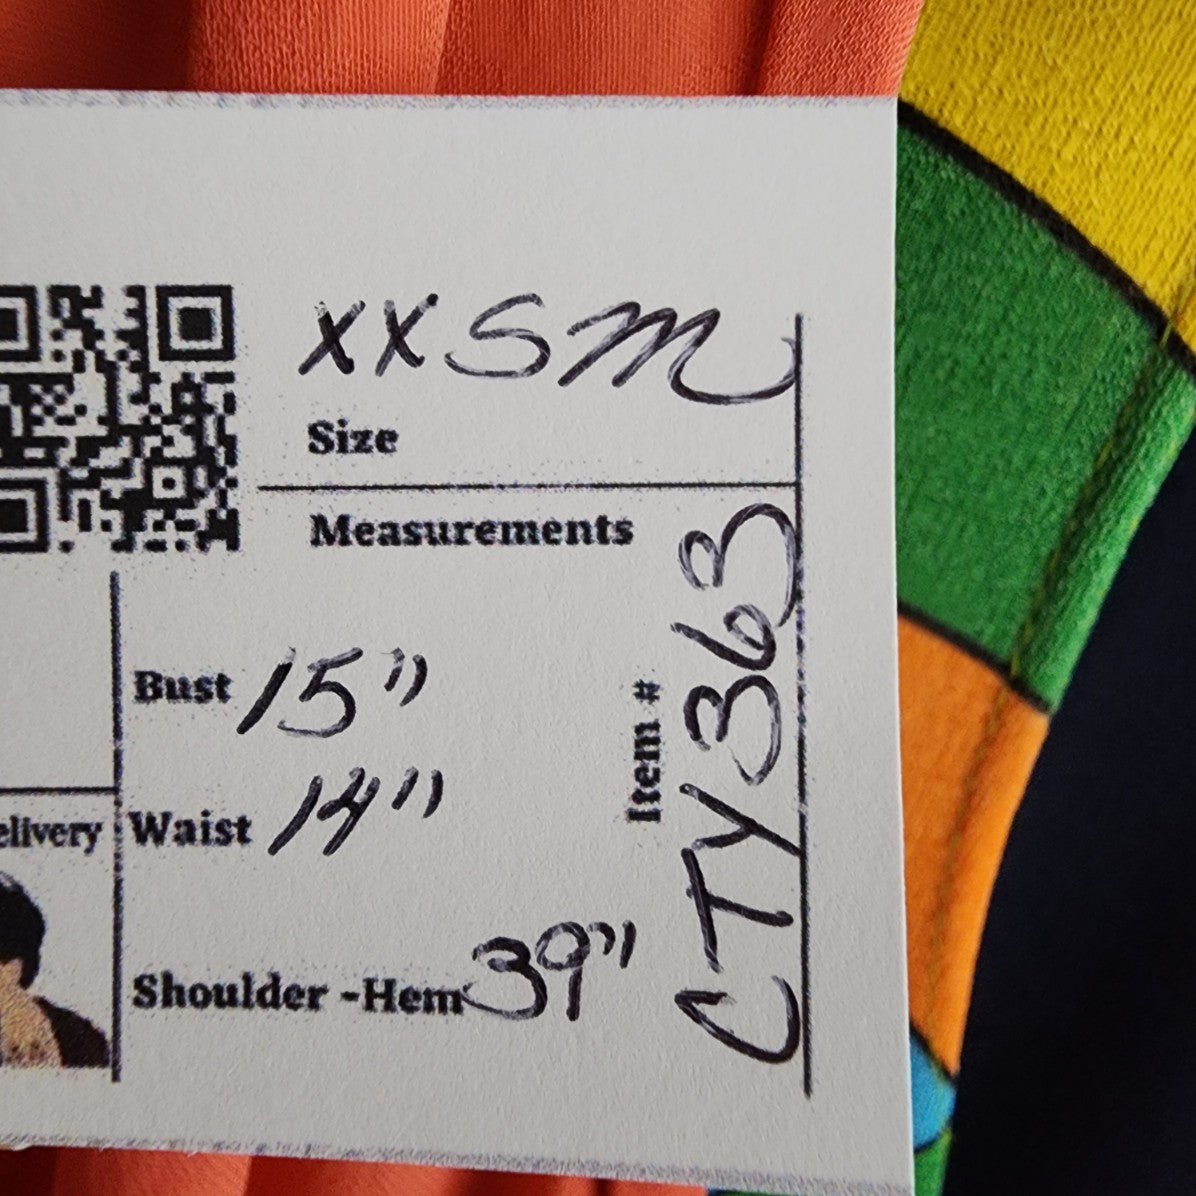 XXSM
Size
Measurements
Bust 15"
elivery
Waist 14"
Shoulder -Hem 39"
Item #
CTY363